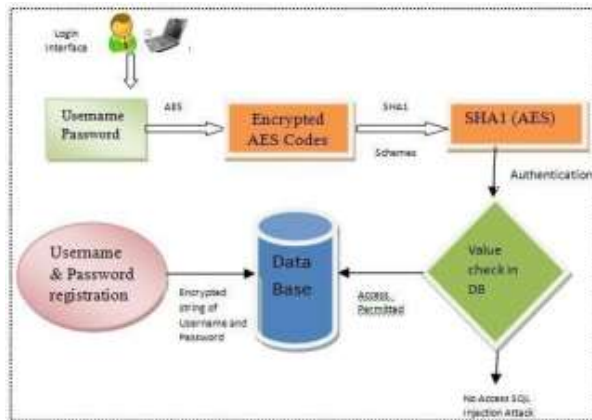 Login
Interface
Username
Password
AES
Encrypted
AES Codes
SHA1
Schemes
SHA1 (AES)
Authentication
Username
& Password
registration
Encrypted
string of
Username and
Password
Data
Base
Access
Permitted
Value
check in
DB
No Access SQL
Injection Attack